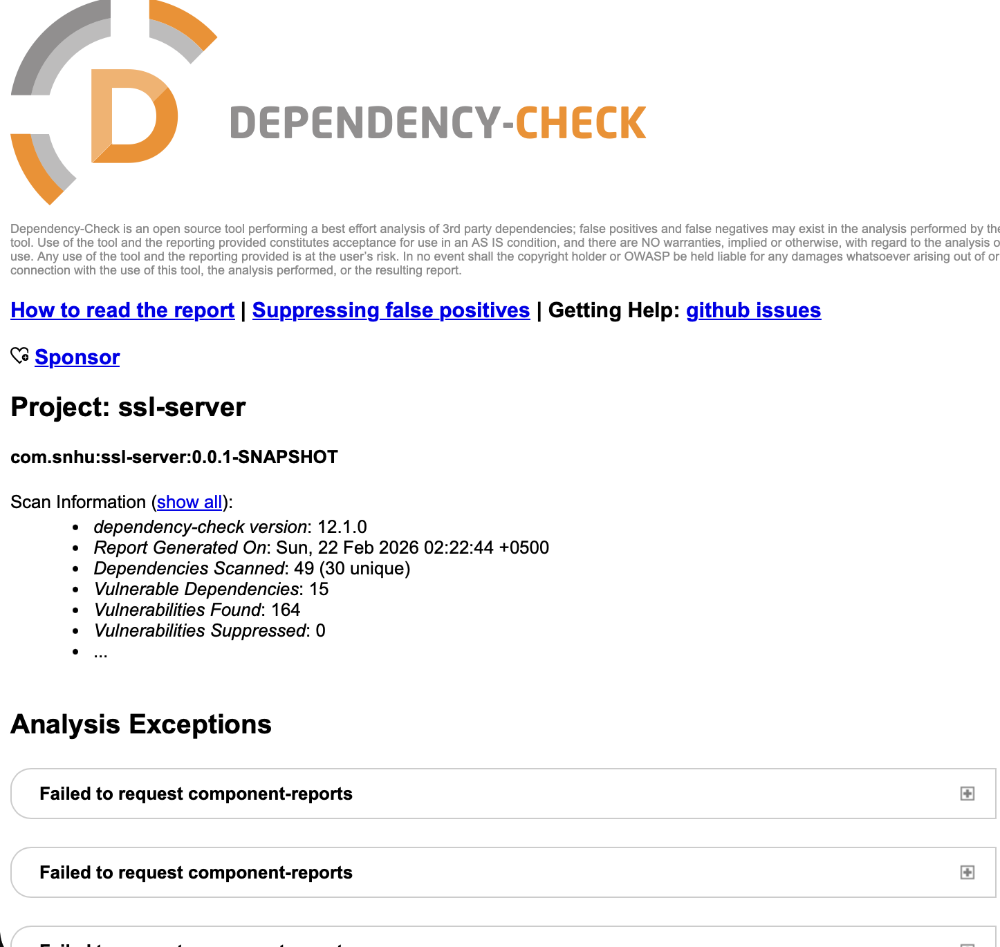 DEPENDENCY-CHECK
Dependency-Check is an open source tool performing a best effort analysis of 3rd party dependencies; false positives and false negatives may exist in the analysis performed by the
tool. Use of the tool and the reporting provided constitutes acceptance for use in an AS IS condition, and there are NO warranties, implied or otherwise, with regard to the analysis
use. Any use of the tool and the reporting provided is at the user's risk. In no event shall the copyright holder or OWASP be held liable for any damages whatsoever arising out of or
connection with the use of this tool, the analysis performed, or the resulting report.
How to read the report | Suppressing false positives | Getting Help: github issues
Sponsor
Project: ssl-server
com.snhu:ssl-server:0.0.1-SNAPSHOT
Scan Information (show all):
• dependency-check version: 12.1.0
• Report Generated On: Sun, 22 Feb 2026 02:22:44 +0500
• Dependencies Scanned: 49 (30 unique)
• Vulnerable Dependencies: 15
• Vulnerabilities Found: 164
• Vulnerabilities Suppressed: 0
• ...
Analysis Exceptions
Failed to request component-reports
Failed to request component-reports